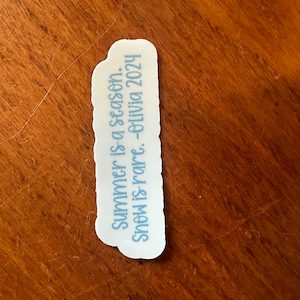 Summer is a season.
Snow is rare. -Olivia 2024